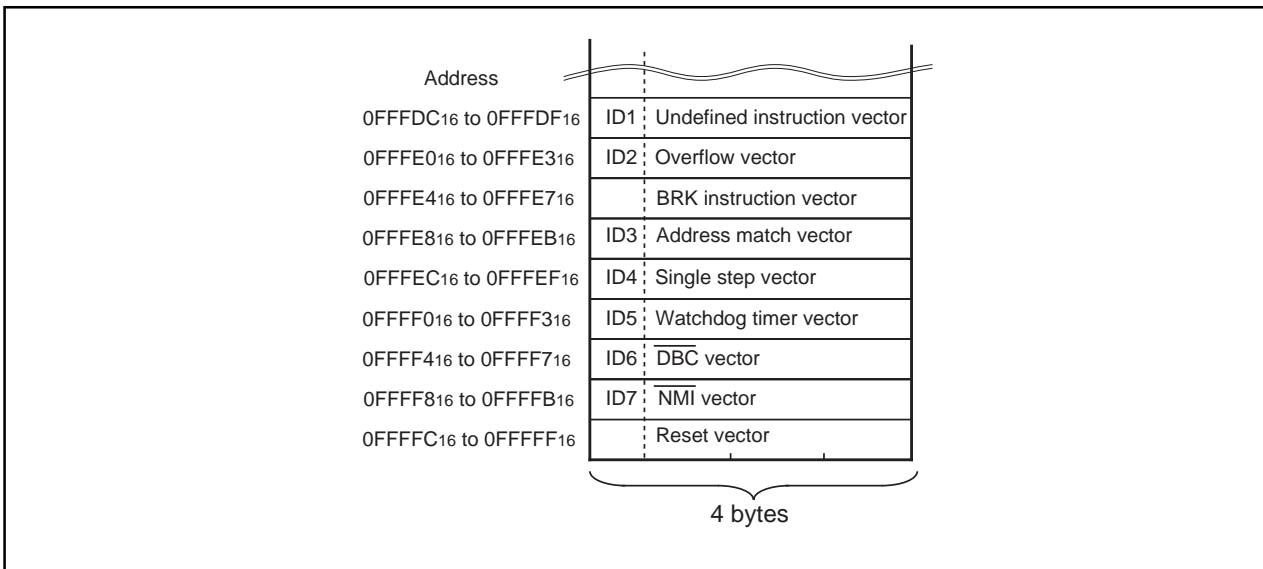 Address
0FFFDC16 to 0FFFDF16 ID1 Undefined instruction vector
0FFFE016 to 0FFFE316 ID2 Overflow vector
0FFFE416 to 0FFFE716 BRK instruction vector
0FFFE816 to 0FFFEB16 ID3 Address match vector
0FFFEC16 to 0FFFEF16 ID4 Single step vector
0FFFF016 to 0FFFF316 ID5 Watchdog timer vector
0FFFF416 to 0FFFF716 ID6 D̅B̅C̅ vector
0FFFF816 to 0FFFFB16 ID7 N̅M̅I̅ vector
0FFFFC16 to 0FFFFF16 Reset vector
4 bytes